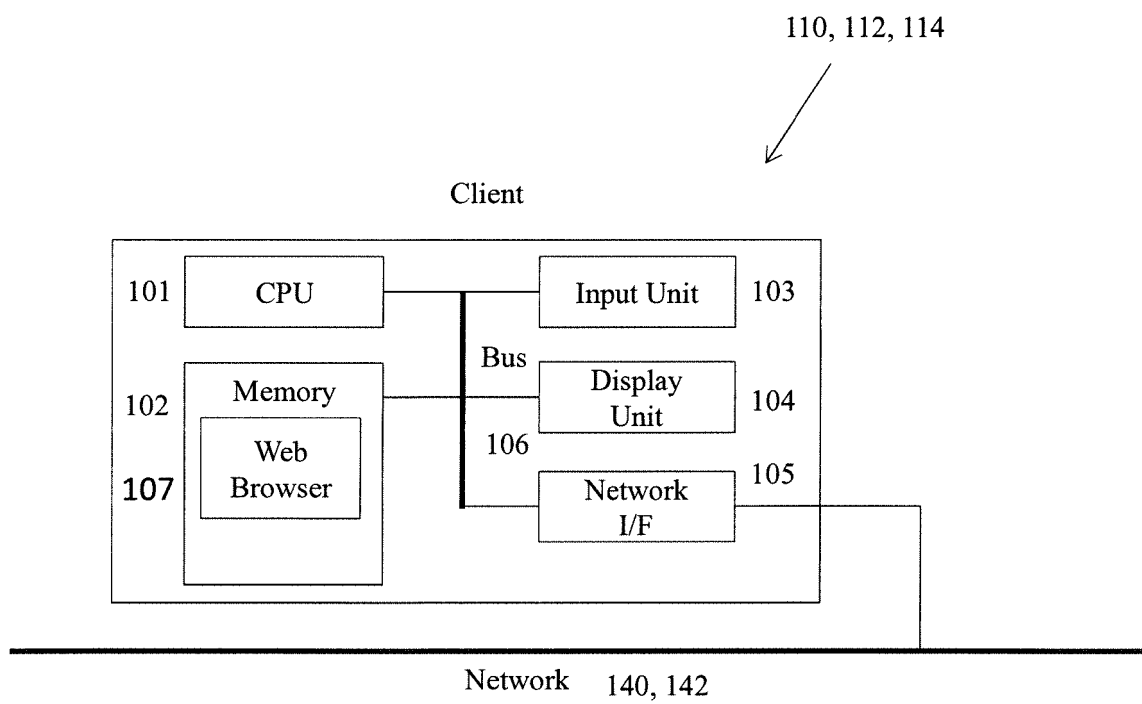 110, 112, 114
Client
101
CPU
Input Unit
103
Bus
102
Memory
Display
Unit
104
106
107
Web
Browser
105
Network
I/F
Network
140, 142